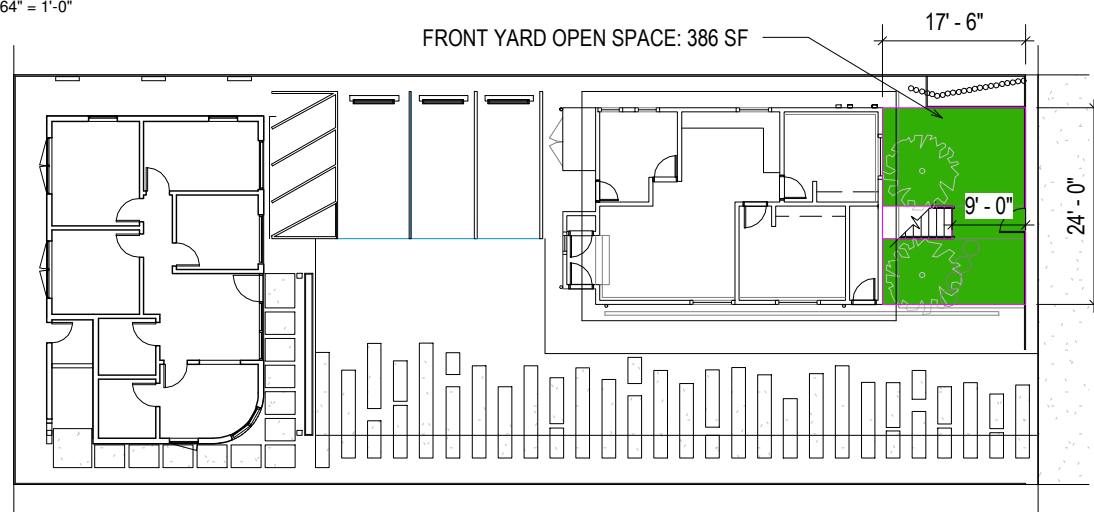 64" = 1'-0"
17' - 6"
FRONT YARD OPEN SPACE: 386 SF
9' - 0"
24' - 0"